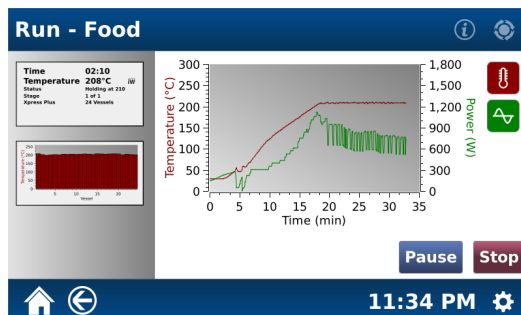 Run - Food
i
Time 02:10
Temperature 208°C iW
Status Holding at 210
Stage 1 of 1
Xpress Plus 24 Vessels
Temperature (°C)
250
200
150
100
50
0
5 10 15 20
Vessel
Temperature (°C)
300
250
200
150
100
50
0
0 5 10 15 20 25 30 35
Time (min)
1,800
1,500
1,200
900
600
300
0
Power (W)
Pause
Stop
11:34 PM